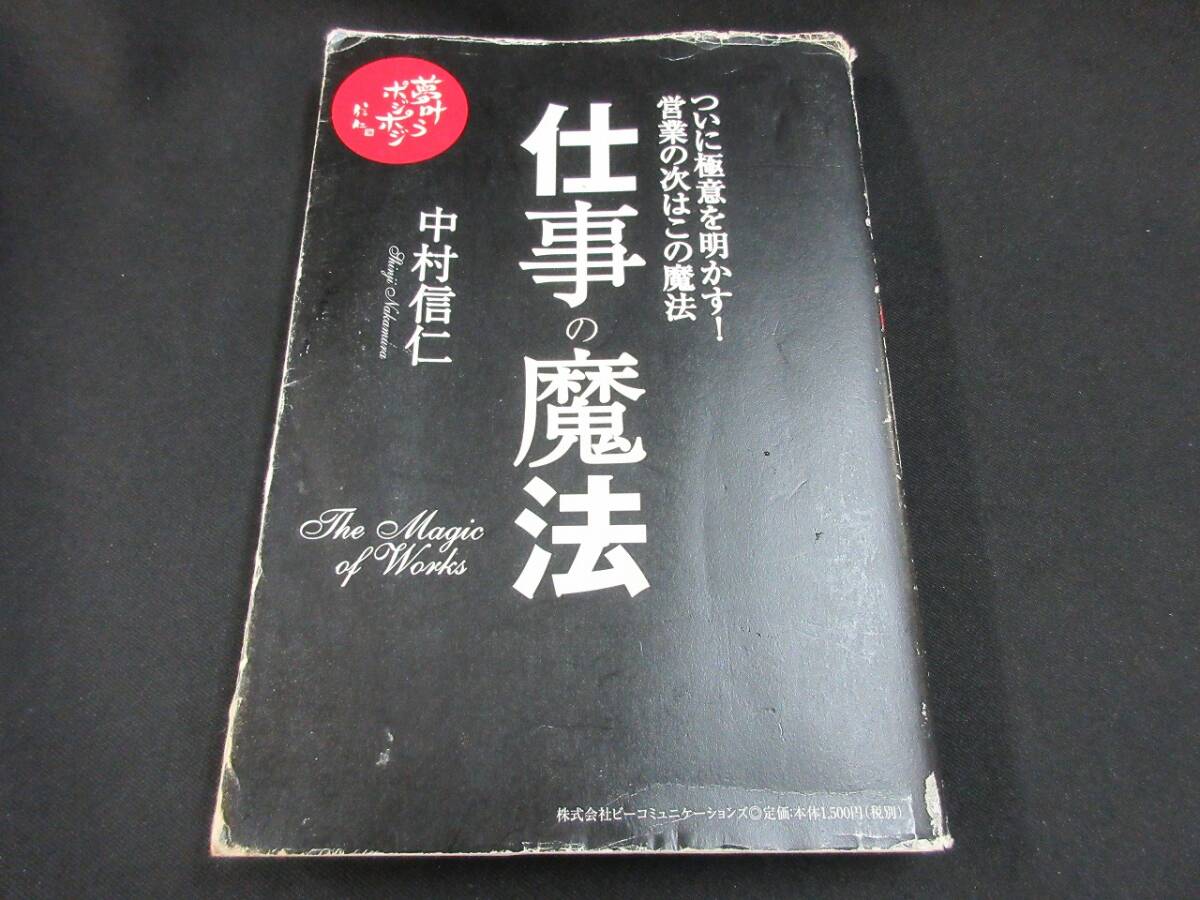 ついに極意を明かす!
営業の次はこの魔法
仕事の魔法
中村信仁
Shinji Nakamura
夢叶う
ポジポジ
信仁
The Magic
of Works
株式会社ビーコミュニケーションズ◎定価:本体1,500円(税別)